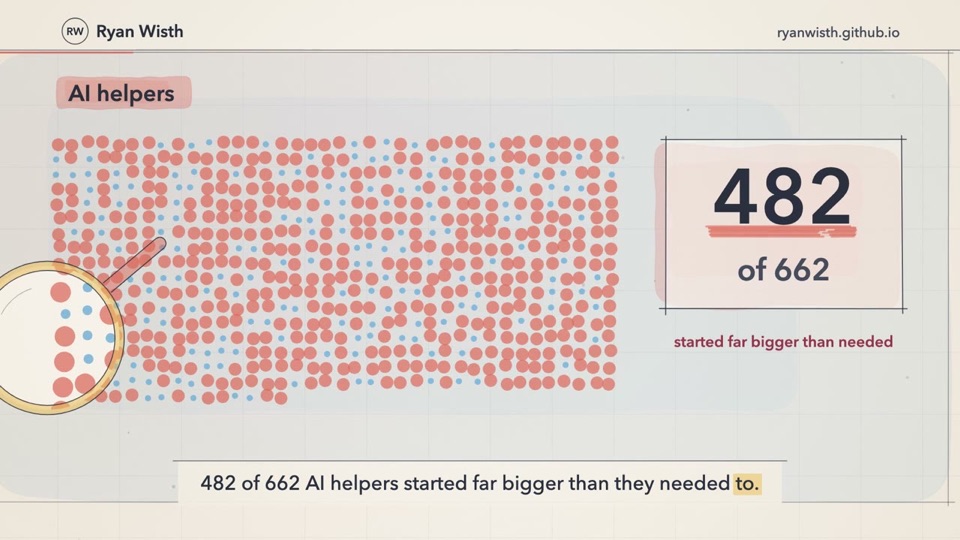 RW Ryan Wisth
ryanwisth.github.io
AI helpers
482
of 662
started far bigger than needed
482 of 662 AI helpers started far bigger than they needed to.